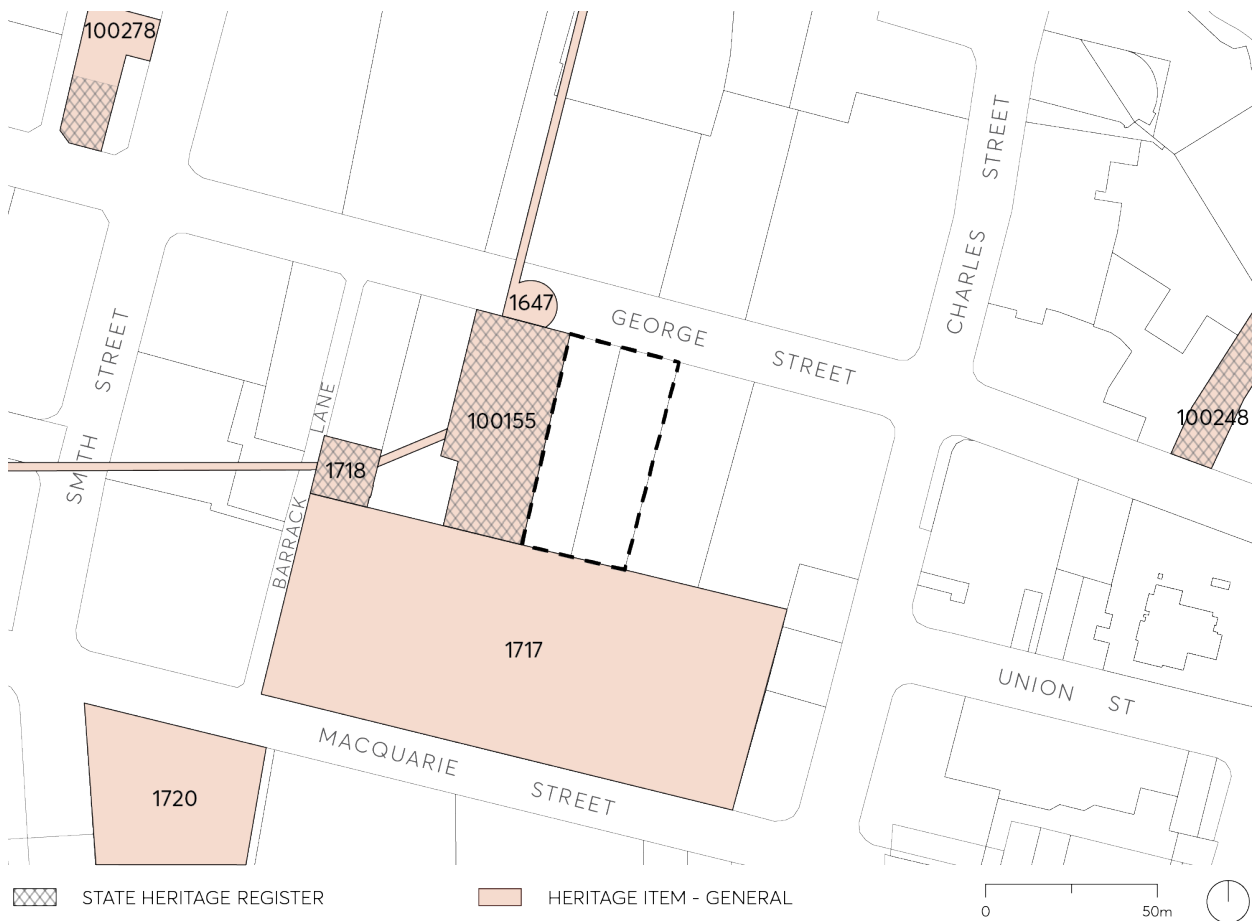 100278
CHARLES STREET
1647
GEORGE STREET
SMITH STREET
LANE
100155
100248
1718
BARRACK
1717
UNION ST
MACQUARIE STREET
1720
STATE HERITAGE REGISTER
HERITAGE ITEM - GENERAL
0 50m